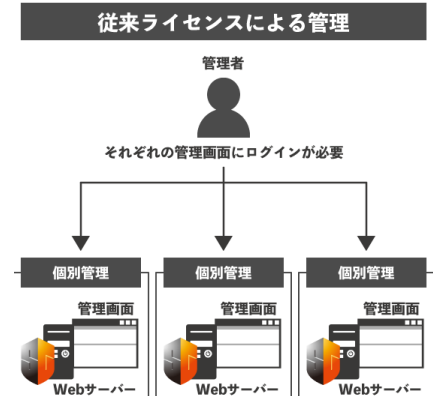 従来ライセンスによる管理
管理者
それぞれの管理画面にログインが必要
個別管理
個別管理
個別管理
管理画面
管理画面
管理画面
Webサーバー
Webサーバー
Webサーバー